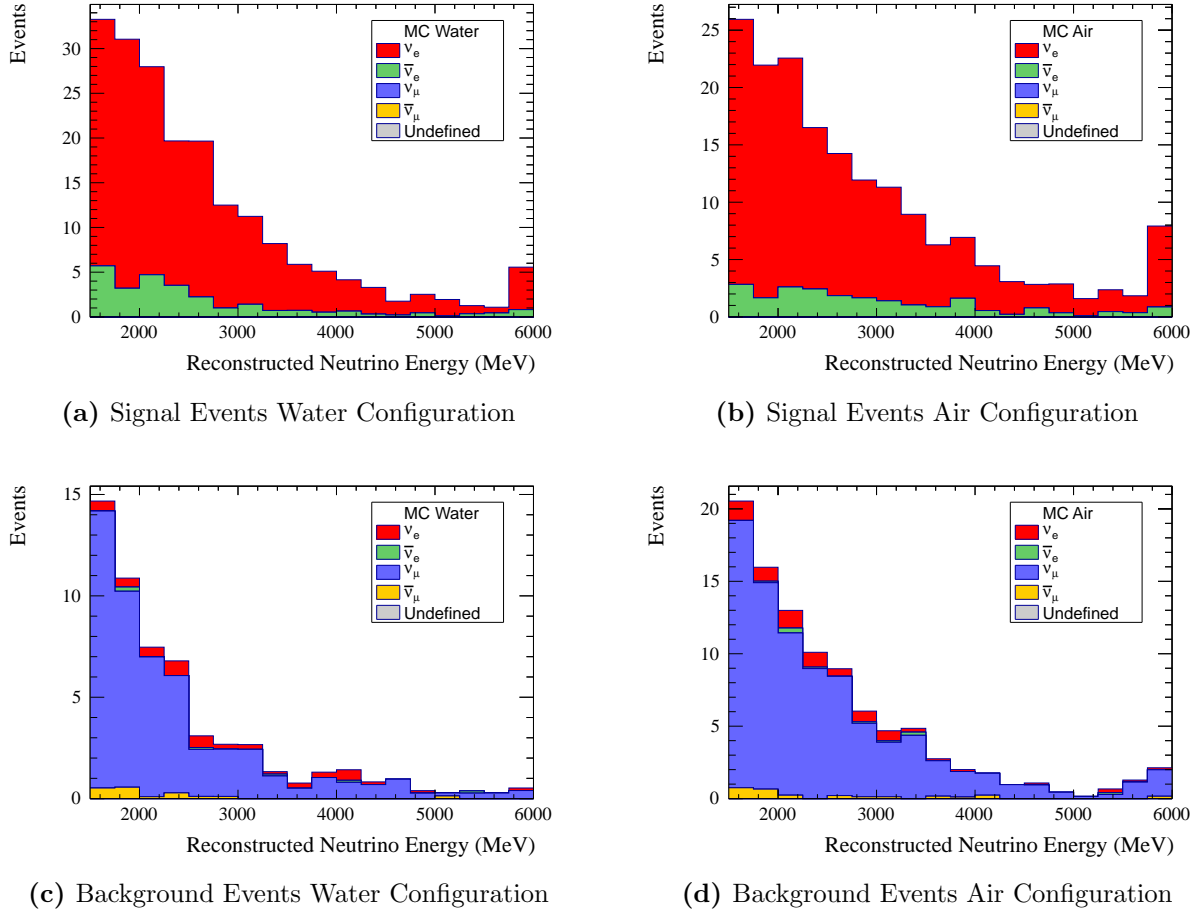 Events
35
30
25
20
15
10
5
0
MC Water
νe
ν̅e
νμ
ν̅μ
Undefined
2000 3000 4000 5000 6000
Reconstructed Neutrino Energy (MeV)
(a) Signal Events Water Configuration
Events
25
20
15
10
5
0
MC Air
νe
ν̅e
νμ
ν̅μ
Undefined
2000 3000 4000 5000 6000
Reconstructed Neutrino Energy (MeV)
(b) Signal Events Air Configuration
Events
15
10
5
0
MC Water
νe
ν̅e
νμ
ν̅μ
Undefined
2000 3000 4000 5000 6000
Reconstructed Neutrino Energy (MeV)
(c) Background Events Water Configuration
Events
20
15
10
5
0
MC Air
νe
ν̅e
νμ
ν̅μ
Undefined
2000 3000 4000 5000 6000
Reconstructed Neutrino Energy (MeV)
(d) Background Events Air Configuration